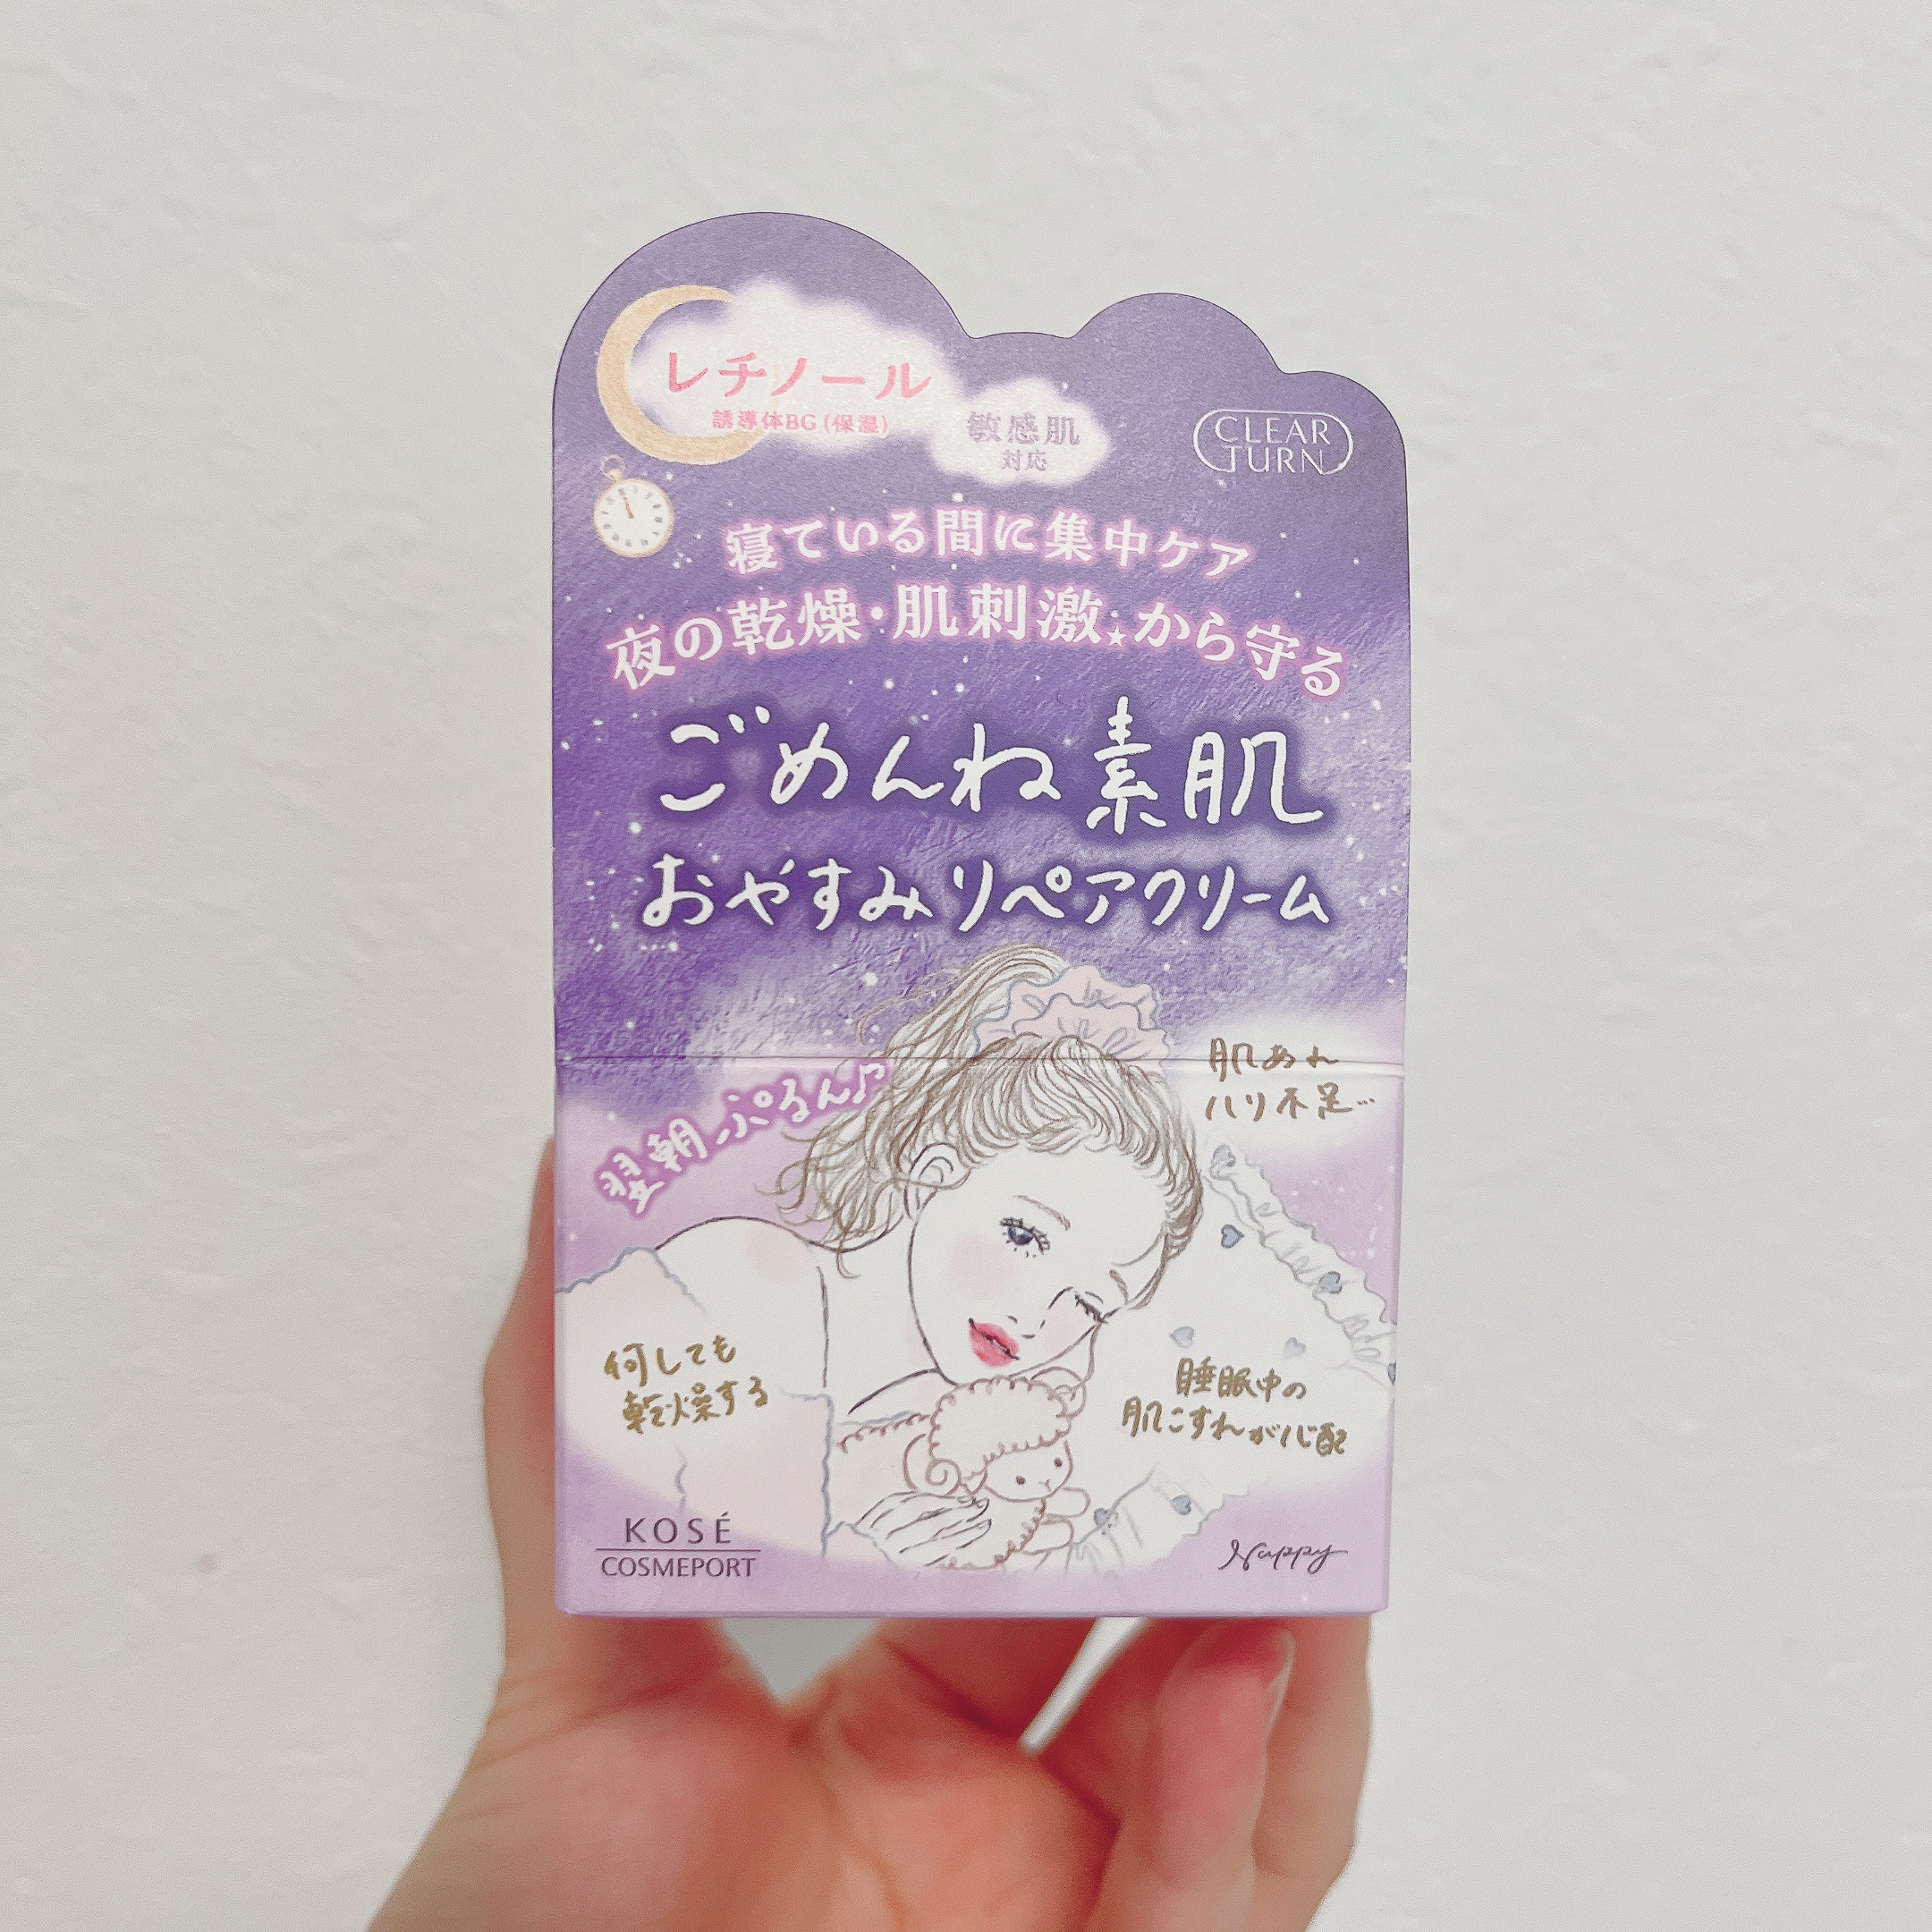 レチノール
誘導体BG(保湿)
敏感肌
対応
CLEAR
TURN
寝ている間に集中ケア
夜の乾燥・肌刺激★から守る
ごめんね素肌
おやすみリペアクリーム
肌あれ
ハリ不足…
翌朝ぷるん♪
何しても
乾燥する
睡眠中の
肌こすれが心配
KOSÉ
COSMEPORT
Nuppy